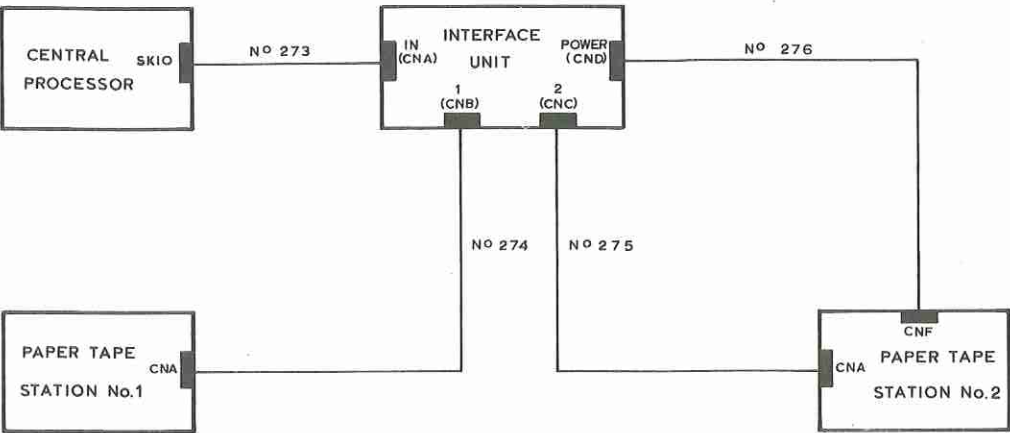 CENTRAL
PROCESSOR
SKIO
Nº 273
IN
(CNA)
INTERFACE
UNIT
POWER
(CND)
1
(CNB)
2
(CNC)
Nº 276
Nº 274
Nº 275
PAPER TAPE
STATION No.1
CNA
CNF
CNA
PAPER TAPE
STATION No.2